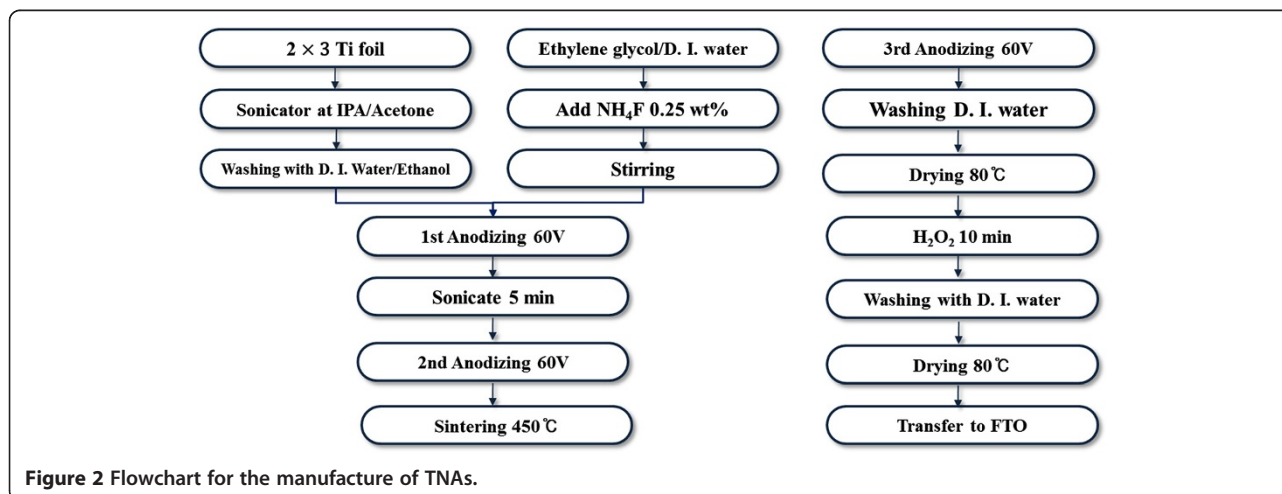 2 × 3 Ti foil
Sonicator at IPA/Acetone
Washing with D. I. Water/Ethanol
Ethylene glycol/D. I. water
Add NH₄F 0.25 wt%
Stirring
1st Anodizing 60V
Sonicate 5 min
2nd Anodizing 60V
Sintering 450℃
3rd Anodizing 60V
Washing D. I. water
Drying 80℃
H₂O₂ 10 min
Washing with D. I. water
Drying 80℃
Transfer to FTO
Figure 2 Flowchart for the manufacture of TNAs.